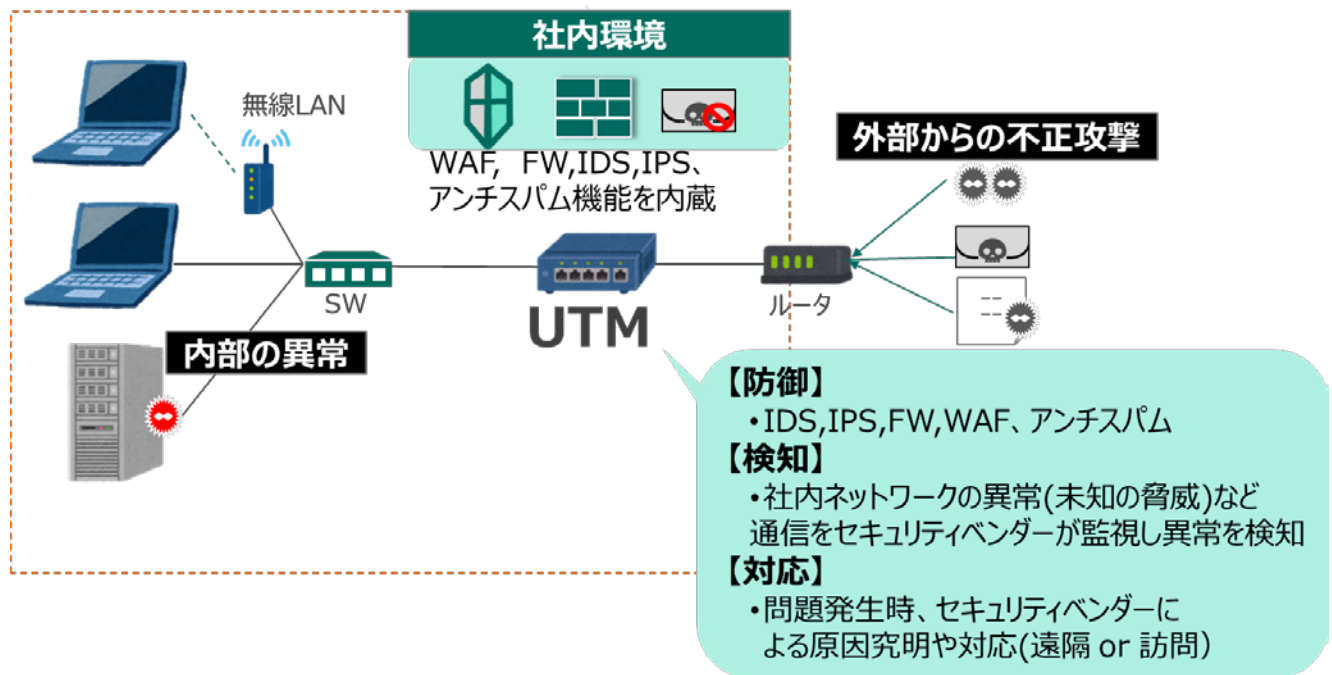 社内環境
無線LAN
WAF, FW,IDS,IPS、
アンチスパム機能を内蔵
外部からの不正攻撃
SW
UTM
ルータ
内部の異常
【防御】
・IDS,IPS,FW,WAF、アンチスパム
【検知】
・社内ネットワークの異常(未知の脅威)など
通信をセキュリティベンダーが監視し異常を検知
【対応】
・問題発生時、セキュリティベンダーに
よる原因究明や対応(遠隔 or 訪問)